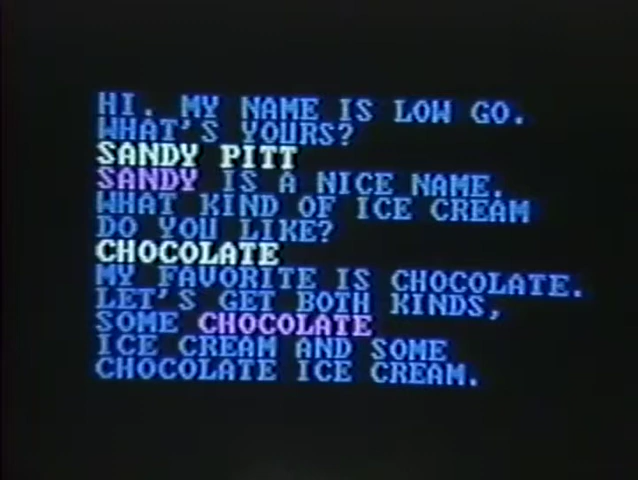 HI. MY NAME IS LOW GO.
WHAT'S YOURS?
SANDY PITT
SANDY IS A NICE NAME.
WHAT KIND OF ICE CREAM
DO YOU LIKE?
CHOCOLATE
MY FAVORITE IS CHOCOLATE.
LET'S GET BOTH KINDS,
SOME CHOCOLATE
ICE CREAM AND SOME
CHOCOLATE ICE CREAM.